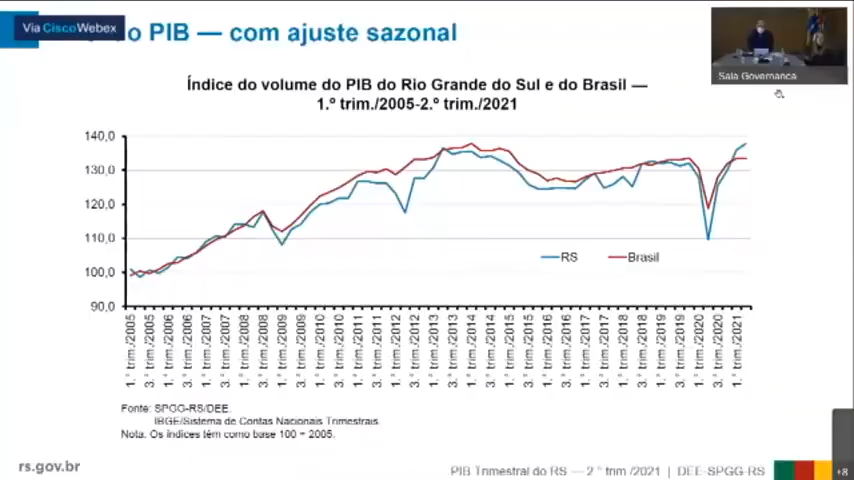 Via Cisco Webex
o PIB — com ajuste sazonal
Sala Governanca
Índice do volume do PIB do Rio Grande do Sul e do Brasil —
1.º trim./2005-2.º trim./2021
140,0
130,0
120,0
110,0
100,0
90,0
RS
Brasil
1.° trim./2005
3.° trim./2005
1.° trim./2006
3.° trim./2006
1.° trim./2007
3.° trim./2007
1.° trim./2008
3.° trim./2008
1.° trim./2009
3.° trim./2009
1.° trim./2010
3.° trim./2010
1.° trim./2011
3.° trim./2011
1.° trim./2012
3.° trim./2012
1.° trim./2013
3.° trim./2013
1.° trim./2014
3.° trim./2014
1.° trim./2015
3.° trim./2015
1.° trim./2016
3.° trim./2016
1.° trim./2017
3.° trim./2017
1.° trim./2018
3.° trim./2018
1.° trim./2019
3.° trim./2019
1.° trim./2020
3.° trim./2020
1.° trim./2021
Fonte: SPGG-RS/DEE.
IBGE/Sistema de Contas Nacionais Trimestrais.
Nota: Os índices têm como base 100 = 2005.
rs.gov.br
PIB Trimestral do RS — 2.° trim./2021 | DEE-SPGG-RS
+8